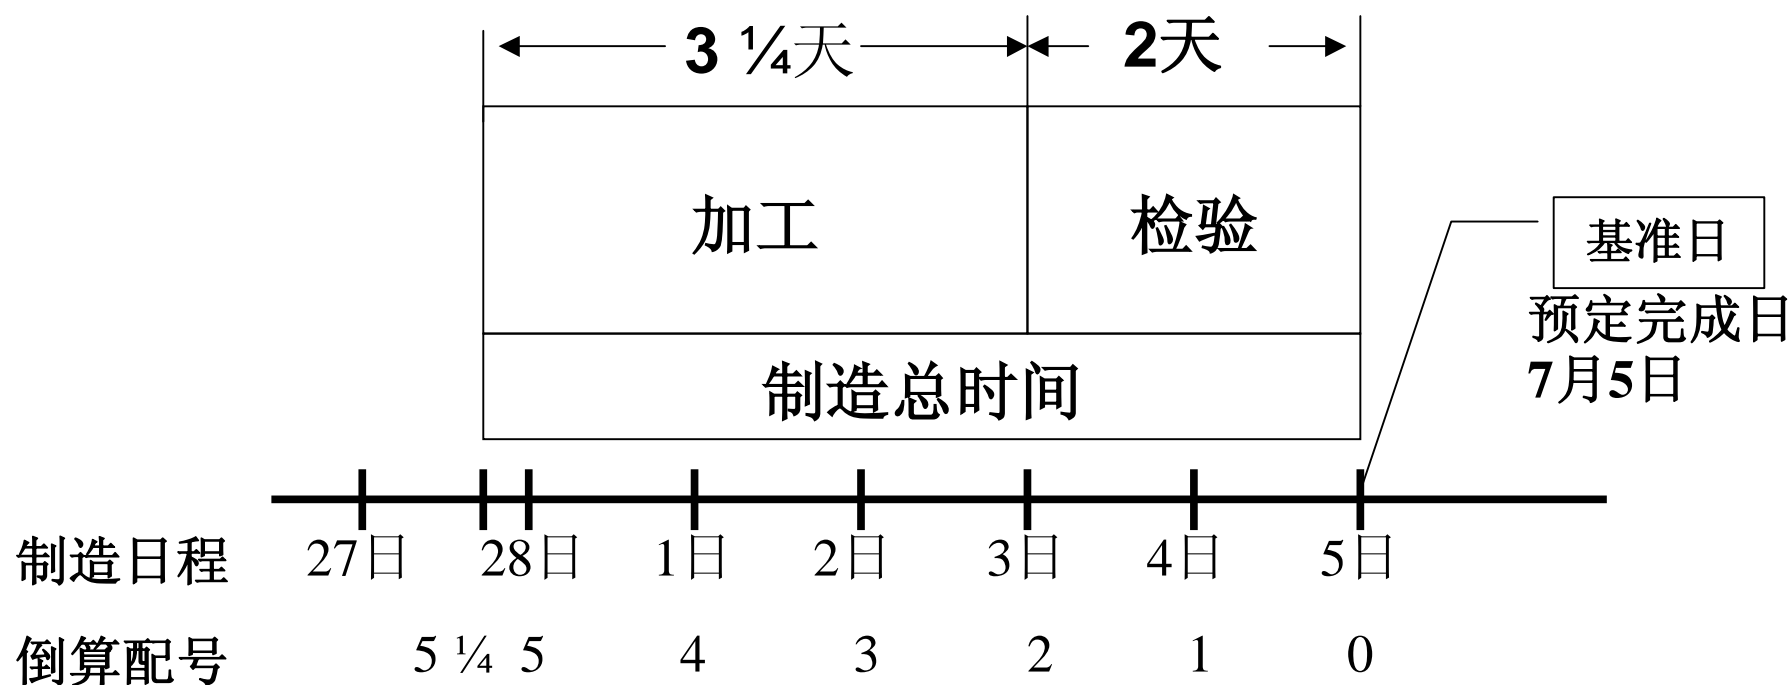 3 ¼天
2天
加工
检验
基准日
预定完成日
7月5日
制造总时间
制造日程 27日 28日 1日 2日 3日 4日 5日
倒算配号 5 ¼ 5 4 3 2 1 0